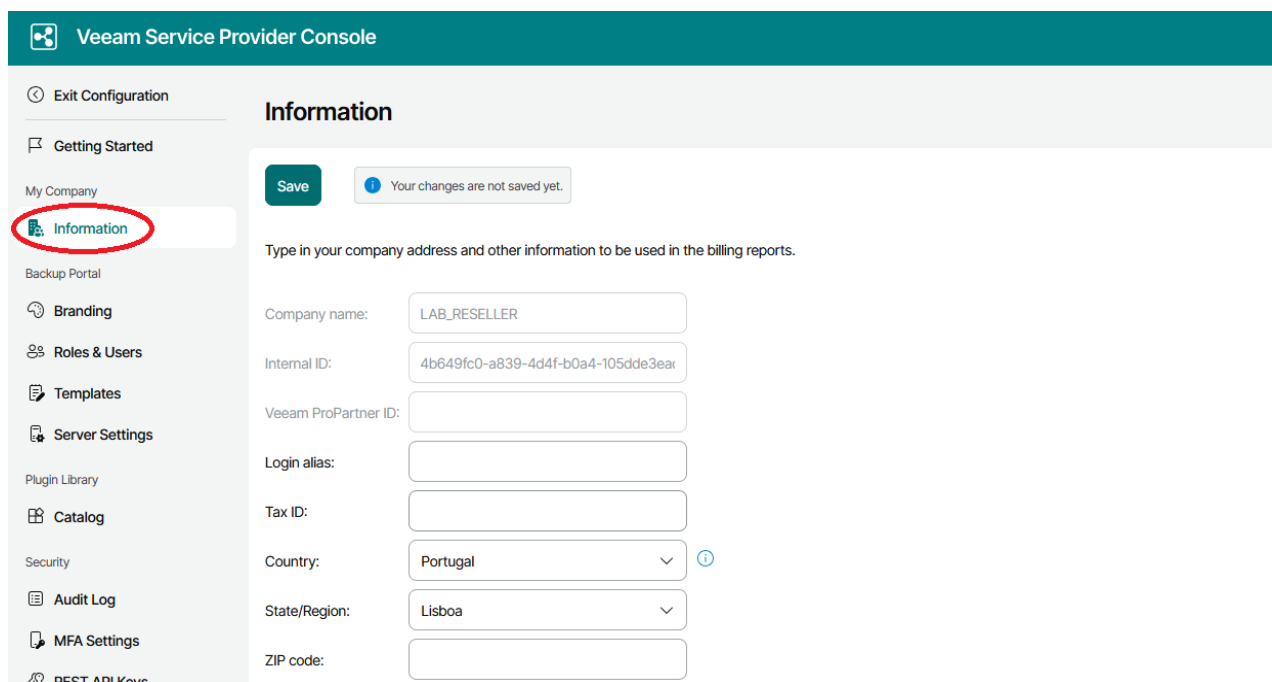 Veeam Service Provider Console
Exit Configuration
Getting Started
My Company
Information
Backup Portal
Branding
Roles & Users
Templates
Server Settings
Plugin Library
Catalog
Security
Audit Log
MFA Settings
REST API Keys
Information
Save
Your changes are not saved yet.
Type in your company address and other information to be used in the billing reports.
Company name: LAB_RESELLER
Internal ID: 4b649fc0-a839-4d4f-b0a4-105dde3ea
Veeam ProPartner ID:
Login alias:
Tax ID:
Country: Portugal
State/Region: Lisboa
ZIP code: